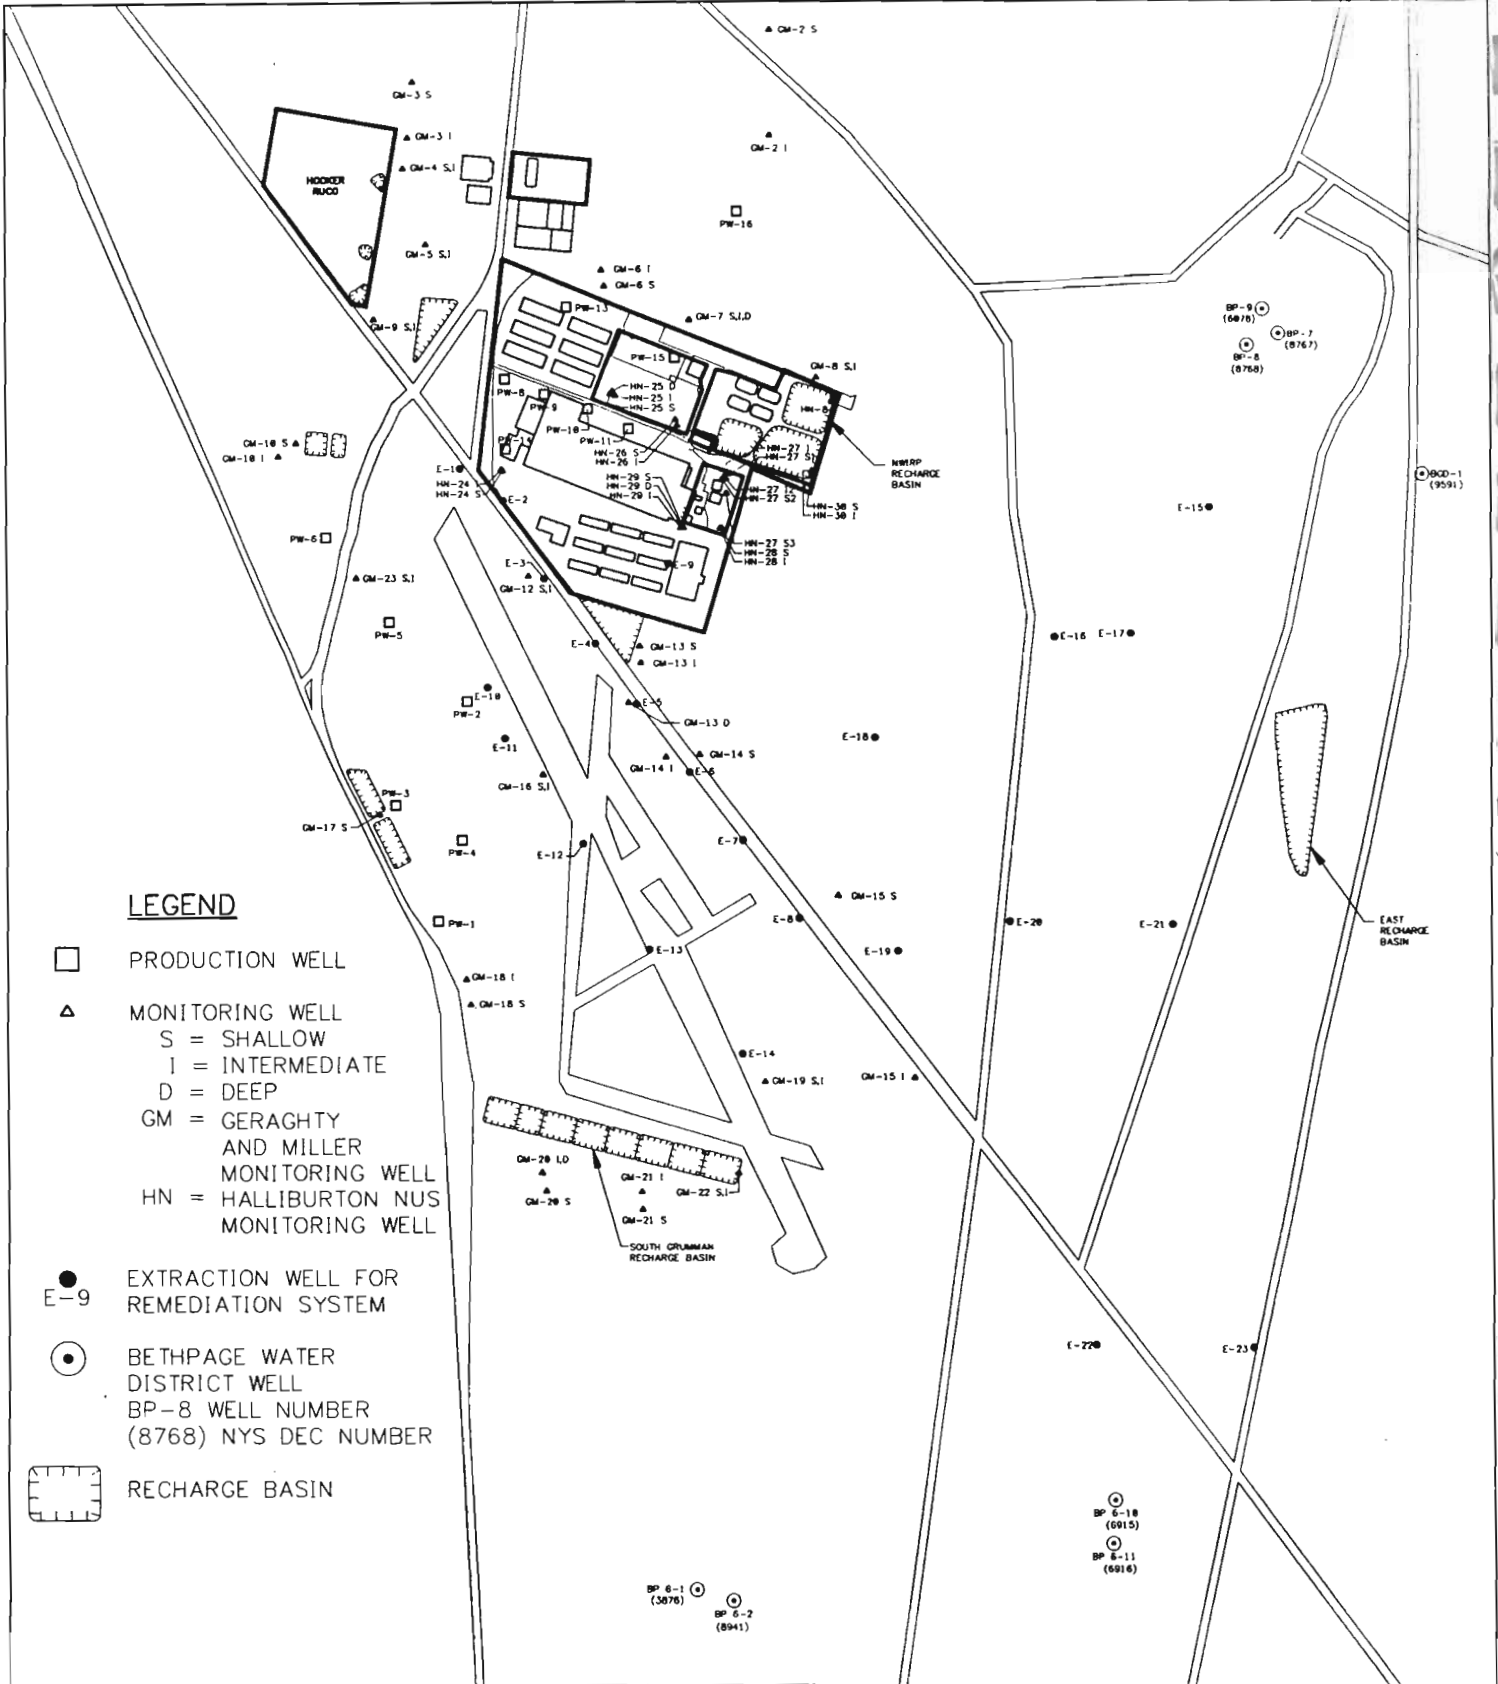 GM-2 S
GM-3 S
GM-3 I
GM-2 I
GM-4 S,I
HOOKER
RUCO
PW-16
GM-5 S,I
GM-6 I
GM-6 S
PW-13
GM-7 S,I,D
GM-9 S,I
BP-9
(6078)
BP-7
(8767)
BP-8
(8768)
PW-15
GM-8 S,I
PW-8
PW-9
HN-25 D
HN-25 I
HN-25 S
HN-8
PW-10
PW-11
PW-14
GM-10 S
GM-10 I
HN-26 S
HN-26 I
HN-27 I
HN-27 S
NWIRP
RECHARGE
BASIN
BGD-1
(9591)
E-1
HN-24 I
HN-24 S
E-2
HN-29 S
HN-29 D
HN-29 I
HN-27 S2
HN-30 S
HN-30 I
E-15
PW-6
HN-27 S3
HN-28 S
HN-28 I
E-3
E-9
GM-23 S,I
GM-12 S,I
PW-5
E-4
GM-13 S
GM-13 I
E-16
E-17
E-10
PW-2
E-5
GM-13 D
E-11
E-18
GM-14 I
GM-14 S
E-6
GM-16 S,I
PW-3
GM-17 S
PW-4
E-12
E-7
GM-15 S
PW-1
E-8
E-20
E-21
EAST
RECHARGE
BASIN
E-13
E-19
GM-18 I
GM-18 S
E-14
GM-19 S,I
GM-15 I
GM-20 I,D
GM-20 S
GM-21 I
GM-21 S
GM-22 S,I
SOUTH GRUMMAN
RECHARGE BASIN
E-22
E-23
BP 6-10
(6915)
BP 6-11
(6916)
BP 6-1
(3876)
BP 6-2
(8941)
LEGEND
PRODUCTION WELL
MONITORING WELL
S = SHALLOW
I = INTERMEDIATE
D = DEEP
GM = GERAGHTY
AND MILLER
MONITORING WELL
HN = HALLIBURTON NUS
MONITORING WELL
E-9
EXTRACTION WELL FOR
REMEDIATION SYSTEM
BETHPAGE WATER
DISTRICT WELL
BP-8 WELL NUMBER
(8768) NYS DEC NUMBER
RECHARGE BASIN